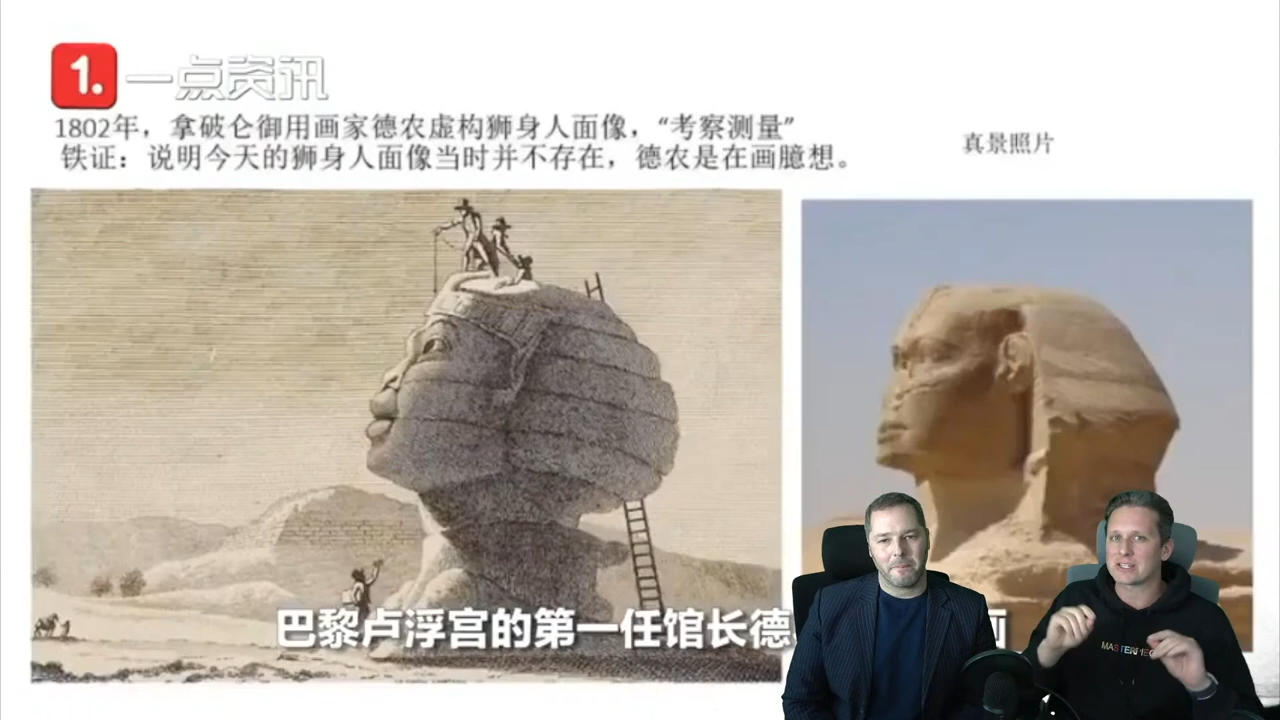 1. 一点资讯
1802年，拿破仑御用画家德农虚构狮身人面像，“考察测量”
铁证：说明今天的狮身人面像当时并不存在，德农是在画臆想。
真景照片
巴黎卢浮宫的第一任馆长德